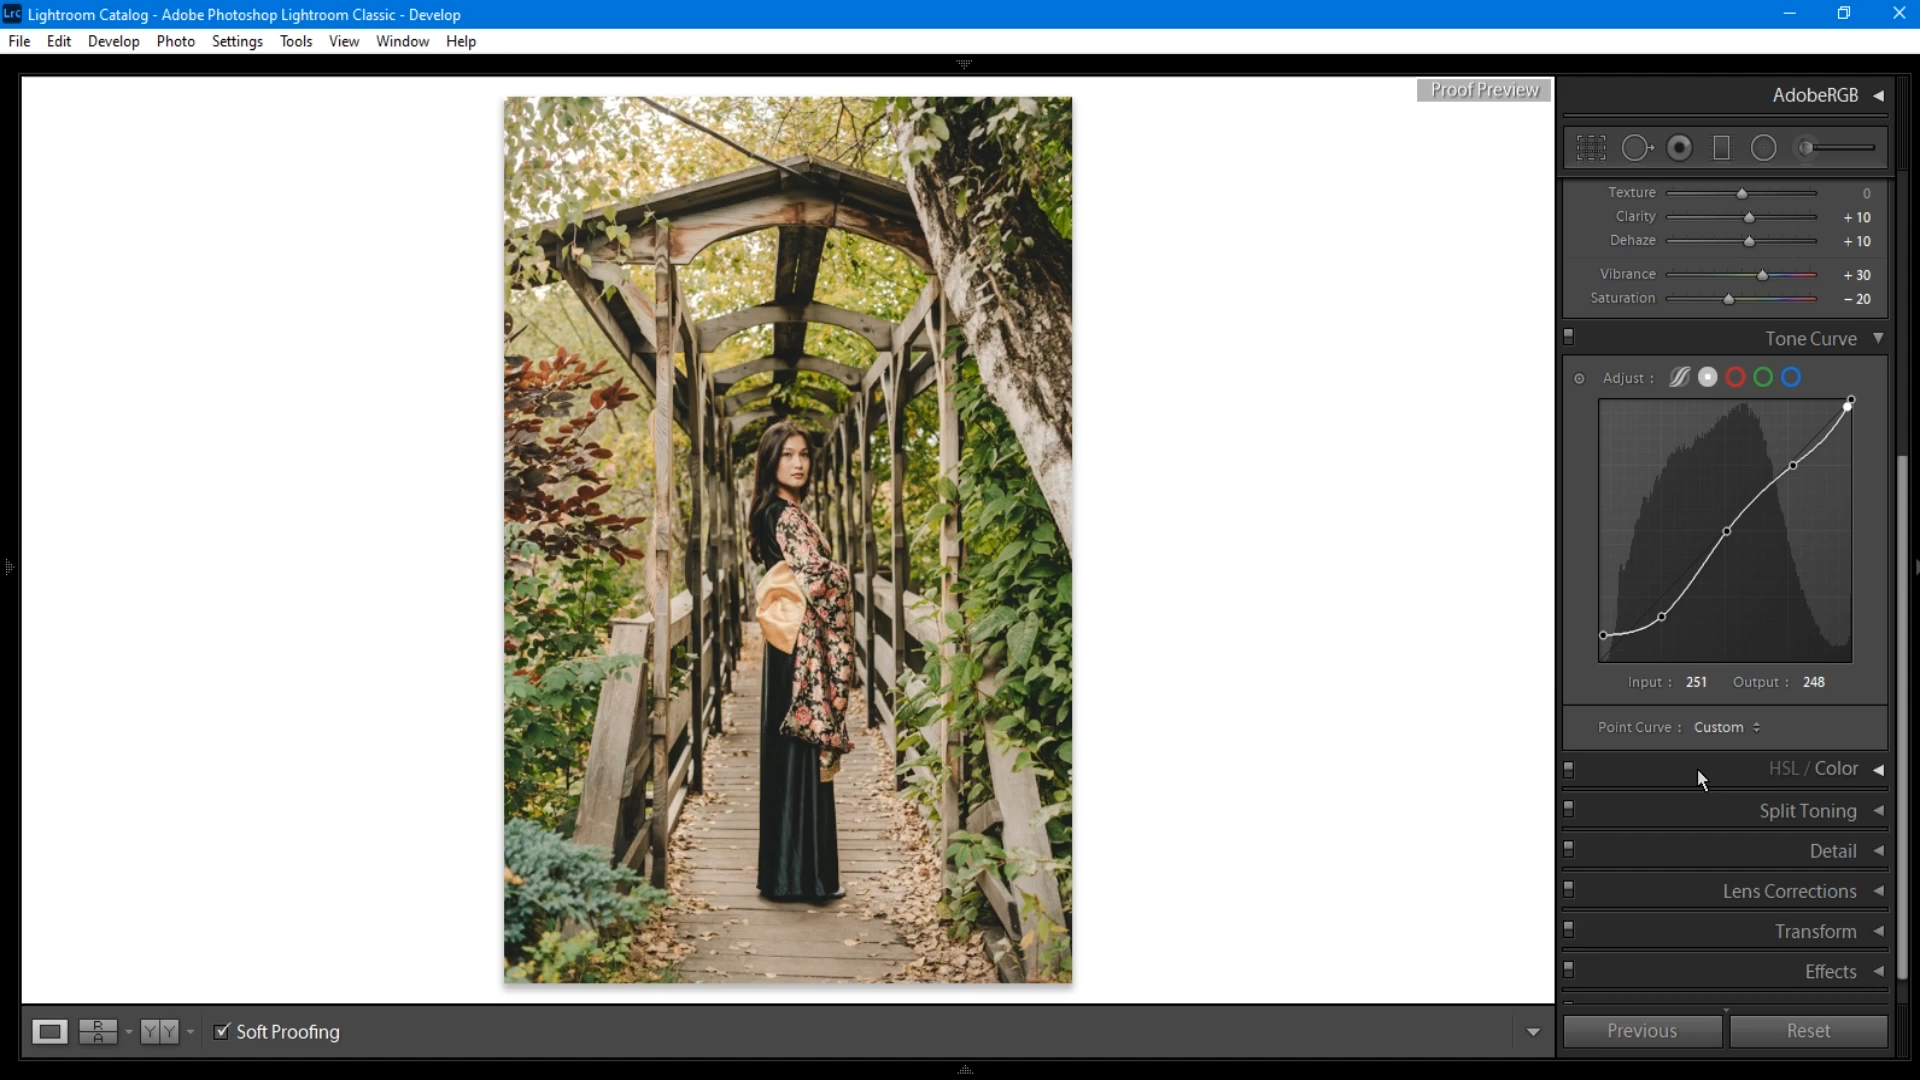 Lrc Lightroom Catalog - Adobe Photoshop Lightroom Classic - Develop
File Edit Develop Photo Settings Tools View Window Help
Proof Preview
AdobeRGB
Texture 0
Clarity + 10
Dehaze + 10
Vibrance + 30
Saturation – 20
Tone Curve
Adjust :
Input : 251 Output : 248
Point Curve : Custom
HSL / Color
Split Toning
Detail
Lens Corrections
Transform
Effects
R A Y Y Soft Proofing
Previous Reset